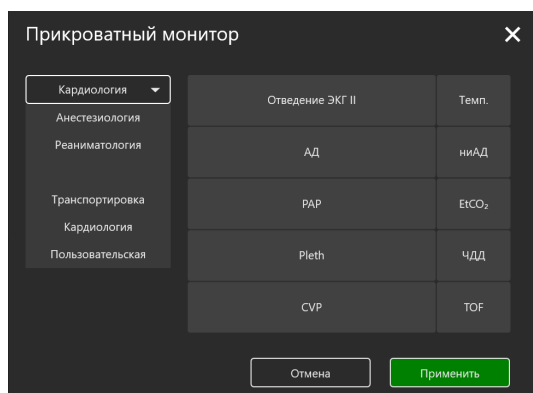 Прикроватный монитор
Кардиология
Анестезиология
Реаниматология
Транспортировка
Кардиология
Пользовательская
Отведение ЭКГ II
Темп.
АД
ниАД
PAP
EtCO₂
Pleth
ЧДД
CVP
TOF
Отмена
Применить